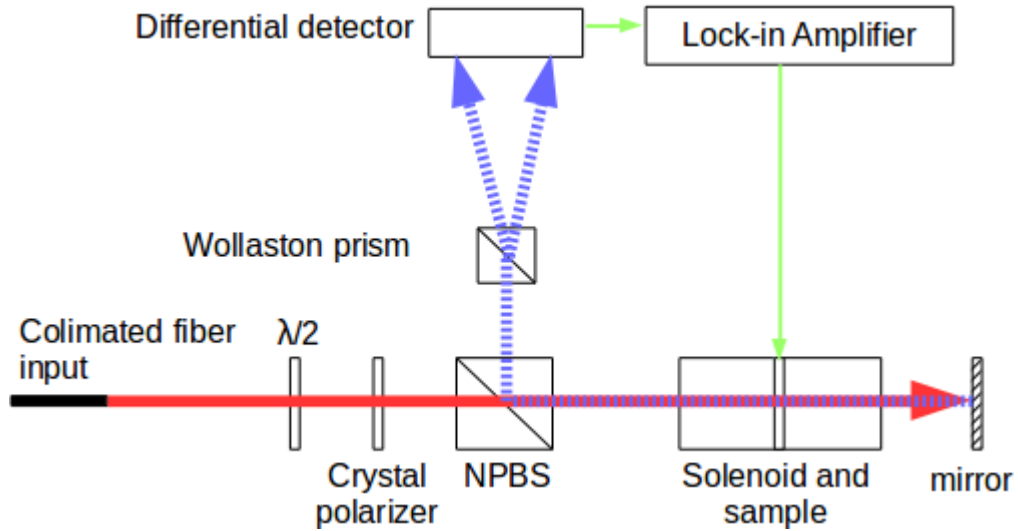 Differential detector
Lock-in Amplifier
Wollaston prism
Colimated fiber
input
λ/2
Crystal
polarizer
NPBS
Solenoid and
sample
mirror